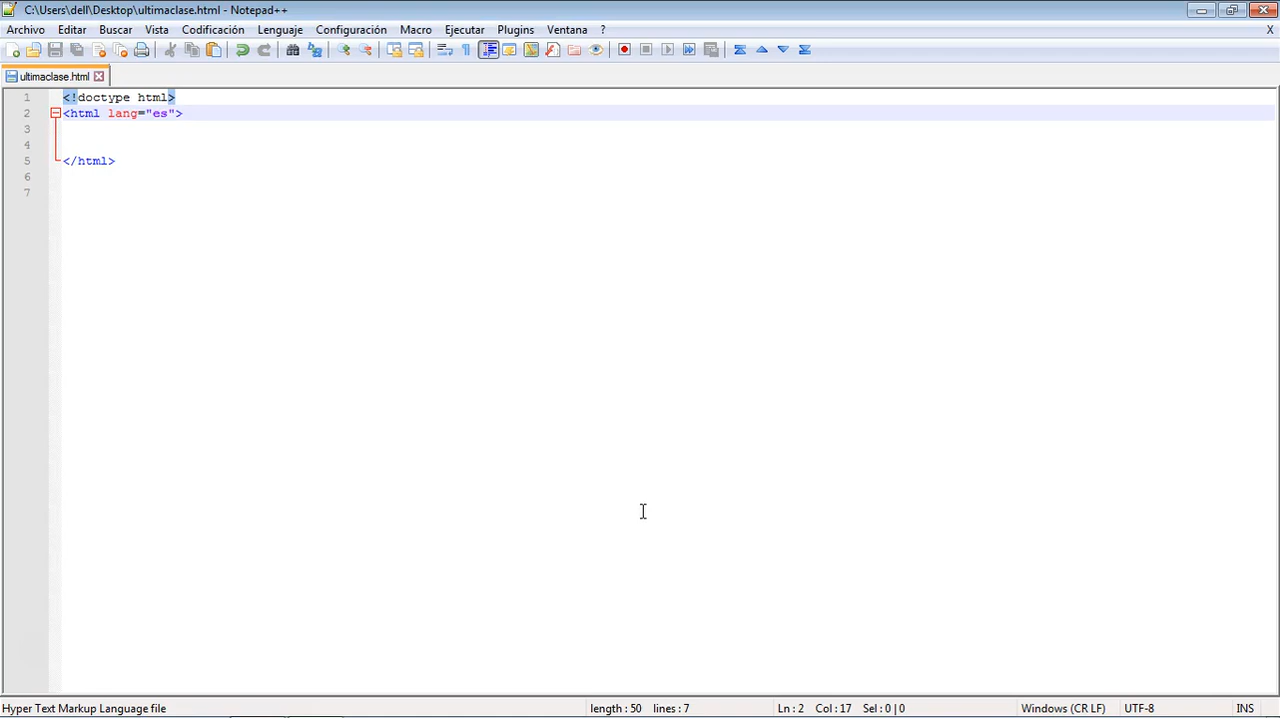 C:\Users\dell\Desktop\ultimaclase.html - Notepad++
Archivo Editar Buscar Vista Codificación Lenguaje Configuración Macro Ejecutar Plugins Ventana ? X
ultimaclase.html
1 <!doctype html>
2 <html lang="es">
3
4
5 </html>
6
7
Hyper Text Markup Language file length : 50 lines : 7 Ln : 2 Col : 17 Sel : 0 | 0 Windows (CR LF) UTF-8 INS